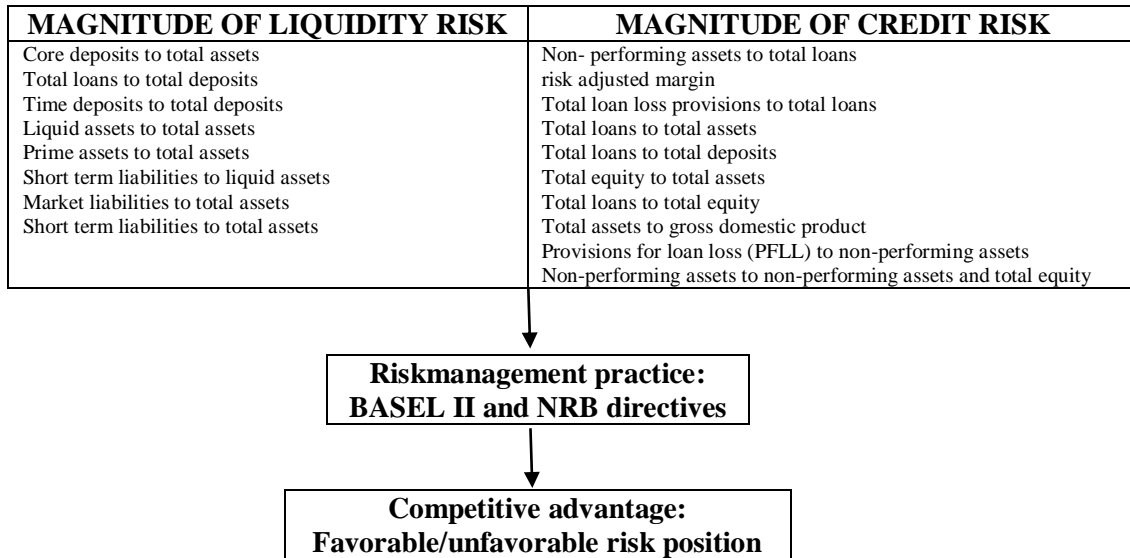 MAGNITUDE OF LIQUIDITY RISK
Core deposits to total assets
Total loans to total deposits
Time deposits to total deposits
Liquid assets to total assets
Prime assets to total assets
Short term liabilities to liquid assets
Market liabilities to total assets
Short term liabilities to total assets
MAGNITUDE OF CREDIT RISK
Non- performing assets to total loans
risk adjusted margin
Total loan loss provisions to total loans
Total loans to total assets
Total loans to total deposits
Total equity to total assets
Total loans to total equity
Total assets to gross domestic product
Provisions for loan loss (PFLL) to non-performing assets
Non-performing assets to non-performing assets and total equity
Riskmanagement practice:
BASEL II and NRB directives
Competitive advantage:
Favorable/unfavorable risk position